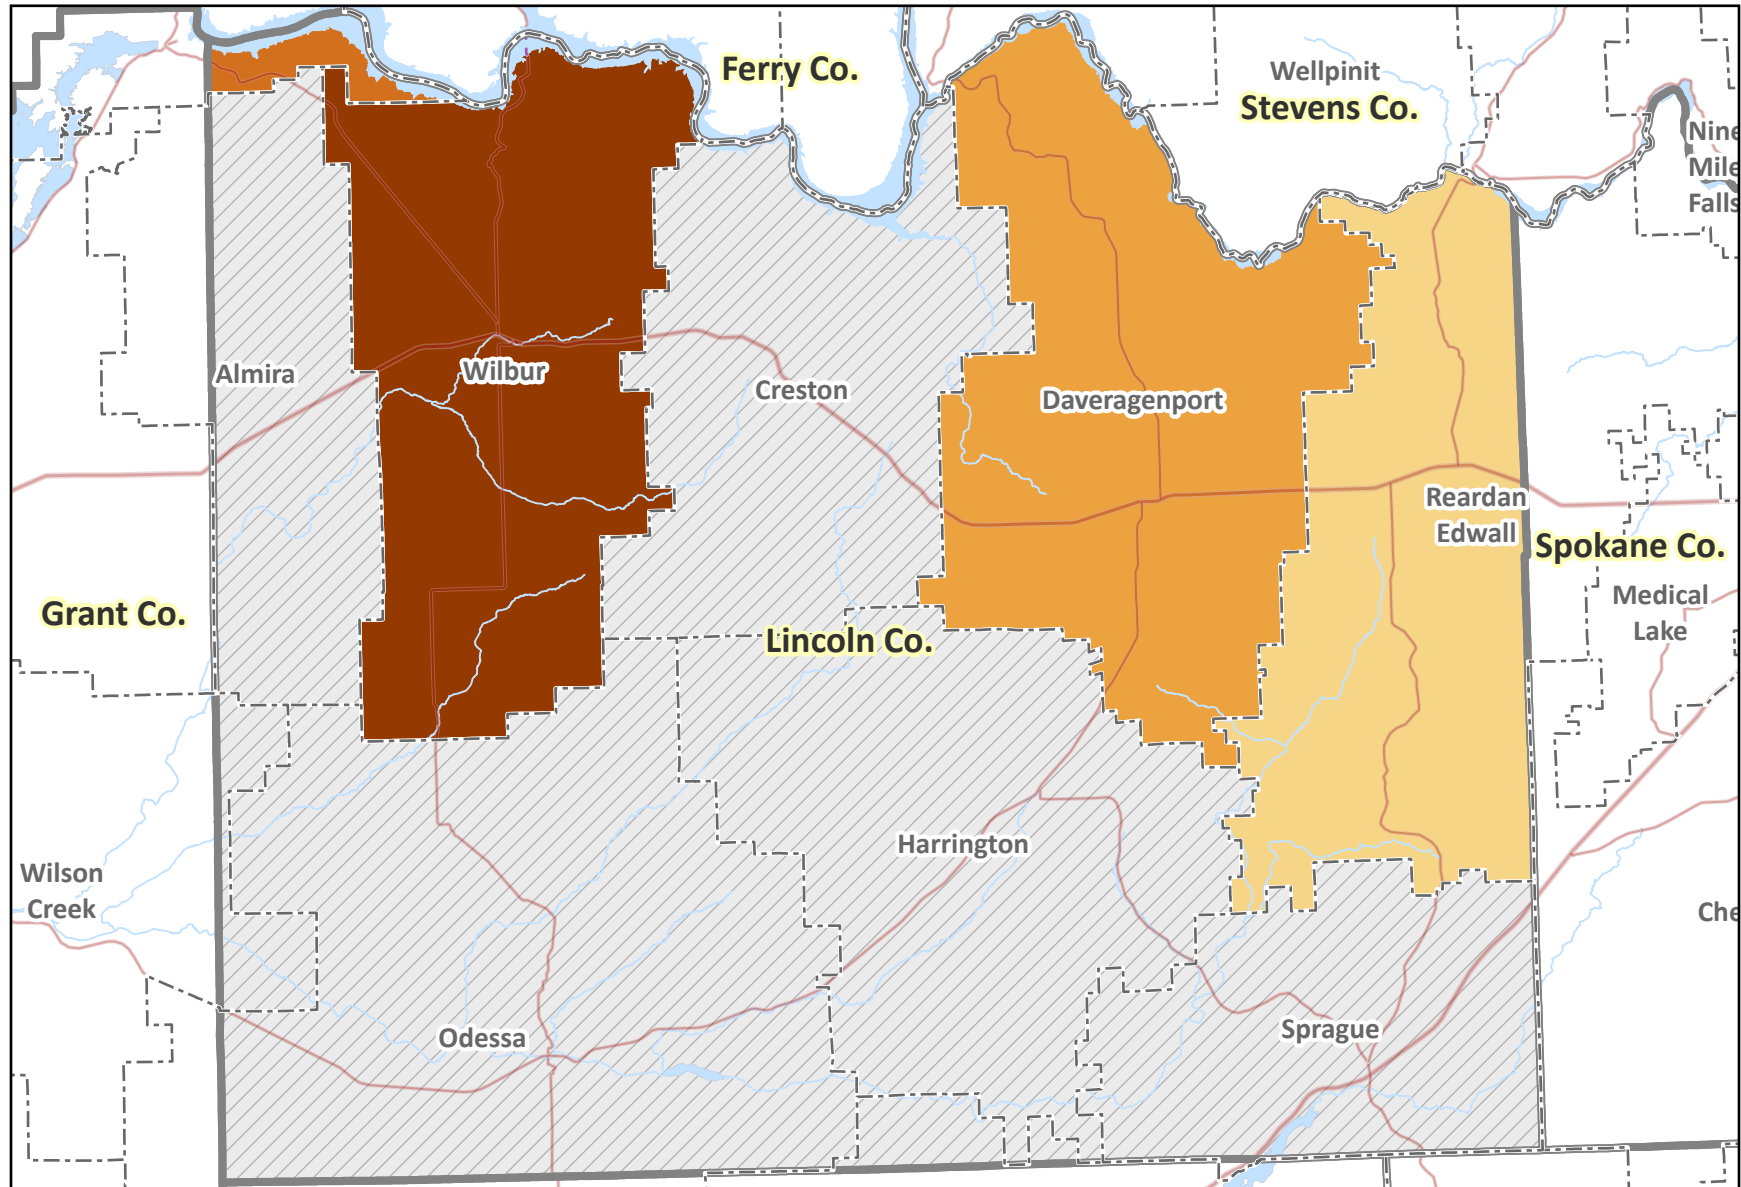 Ferry Co.
Wellpinit
Stevens Co.
Nine
Mile
Falls
Almira
Wilbur
Creston
Daveragenport
Reardan
Edwall
Spokane Co.
Medical
Lake
Grant Co.
Lincoln Co.
Harrington
Wilson
Creek
Che
Odessa
Sprague